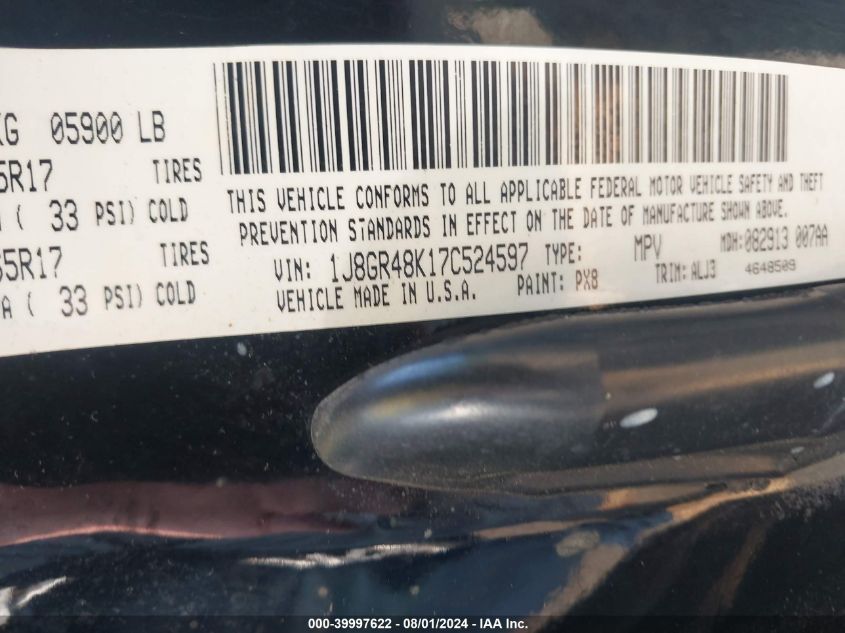 KG 05900 LB
5R17 TIRES
( 33 PSI) COLD
65R17 TIRES
A ( 33 PSI) COLD
THIS VEHICLE CONFORMS TO ALL APPLICABLE FEDERAL MOTOR VEHICLE SAFETY AND THEFT
PREVENTION STANDARDS IN EFFECT ON THE DATE OF MANUFACTURE SHOWN ABOVE.
VIN: 1J8GR48K17C524597 TYPE: MPV MDH:082913 007AA
VEHICLE MADE IN U.S.A. PAINT: PX8 TRIM: ALJ3 4648509
000-39997622 - 08/01/2024 - IAA Inc.